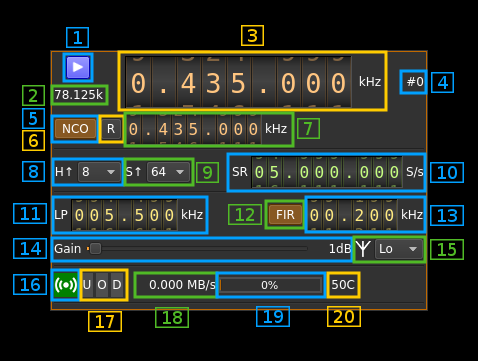 1 3
0.435.000 kHz #0 4
2 78.125k
5 NCO R 0.435.000 kHz 7
6
8 H↑ 8 S↑ 64 9 SR 05.000.000 S/s 10
11 LP 005.500 kHz 12 FIR 00.200 kHz 13
14 Gain 1dB Lo 15
16 U O D 0.000 MB/s 0% 50C
17 18 19 20